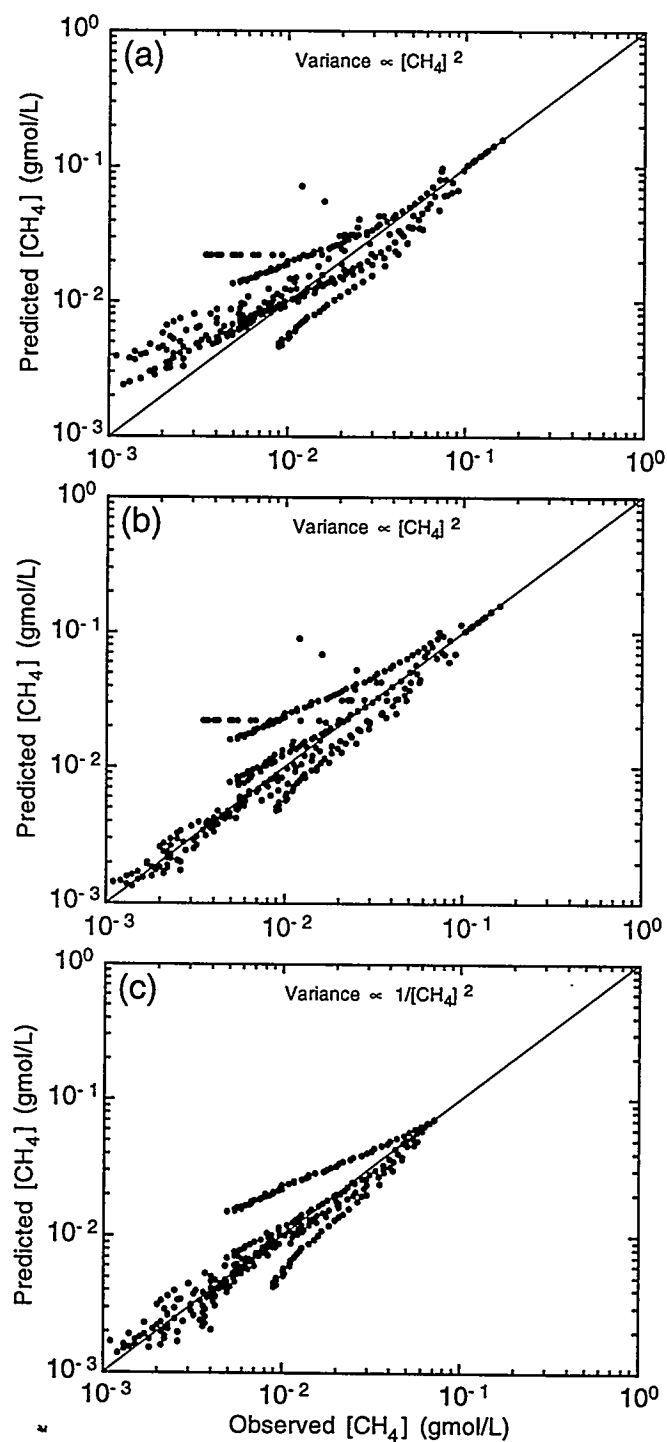 (a)
Variance ∝ [CH₄]²
Predicted [CH₄] (gmol/L)
10⁰
10⁻¹
10⁻²
10⁻³
10⁻³ 10⁻² 10⁻¹ 10⁰
(b)
Variance ∝ [CH₄]²
Predicted [CH₄] (gmol/L)
10⁰
10⁻¹
10⁻²
10⁻³
10⁻³ 10⁻² 10⁻¹ 10⁰
(c)
Variance ∝ 1/[CH₄]²
Predicted [CH₄] (gmol/L)
10⁰
10⁻¹
10⁻²
10⁻³
10⁻³ 10⁻² 10⁻¹ 10⁰
Observed [CH₄] (gmol/L)